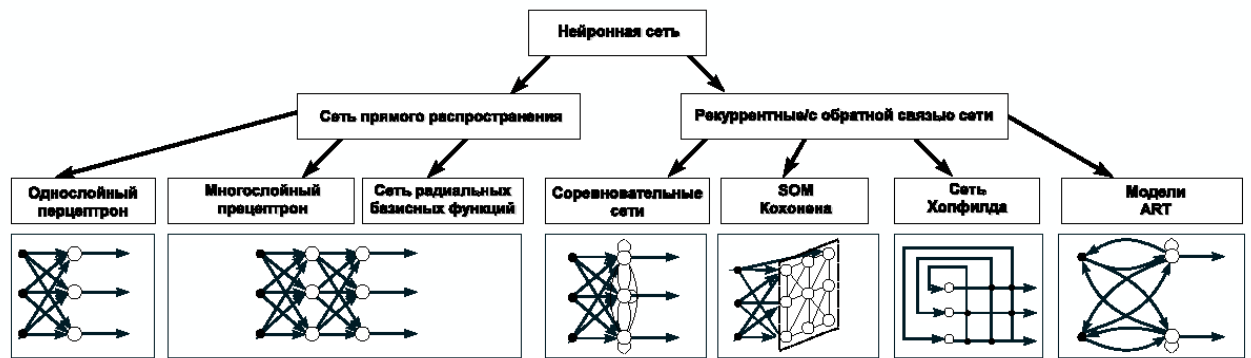 Нейронная сеть
Сеть прямого распространения
Рекуррентные/с обратной связью сети
Однослойный
перцептрон
Многослойный
прецептрон
Сеть радиальных
базисных функций
Соревновательные
сети
SOM
Кохонена
Сеть
Хопфилда
Модели
ART